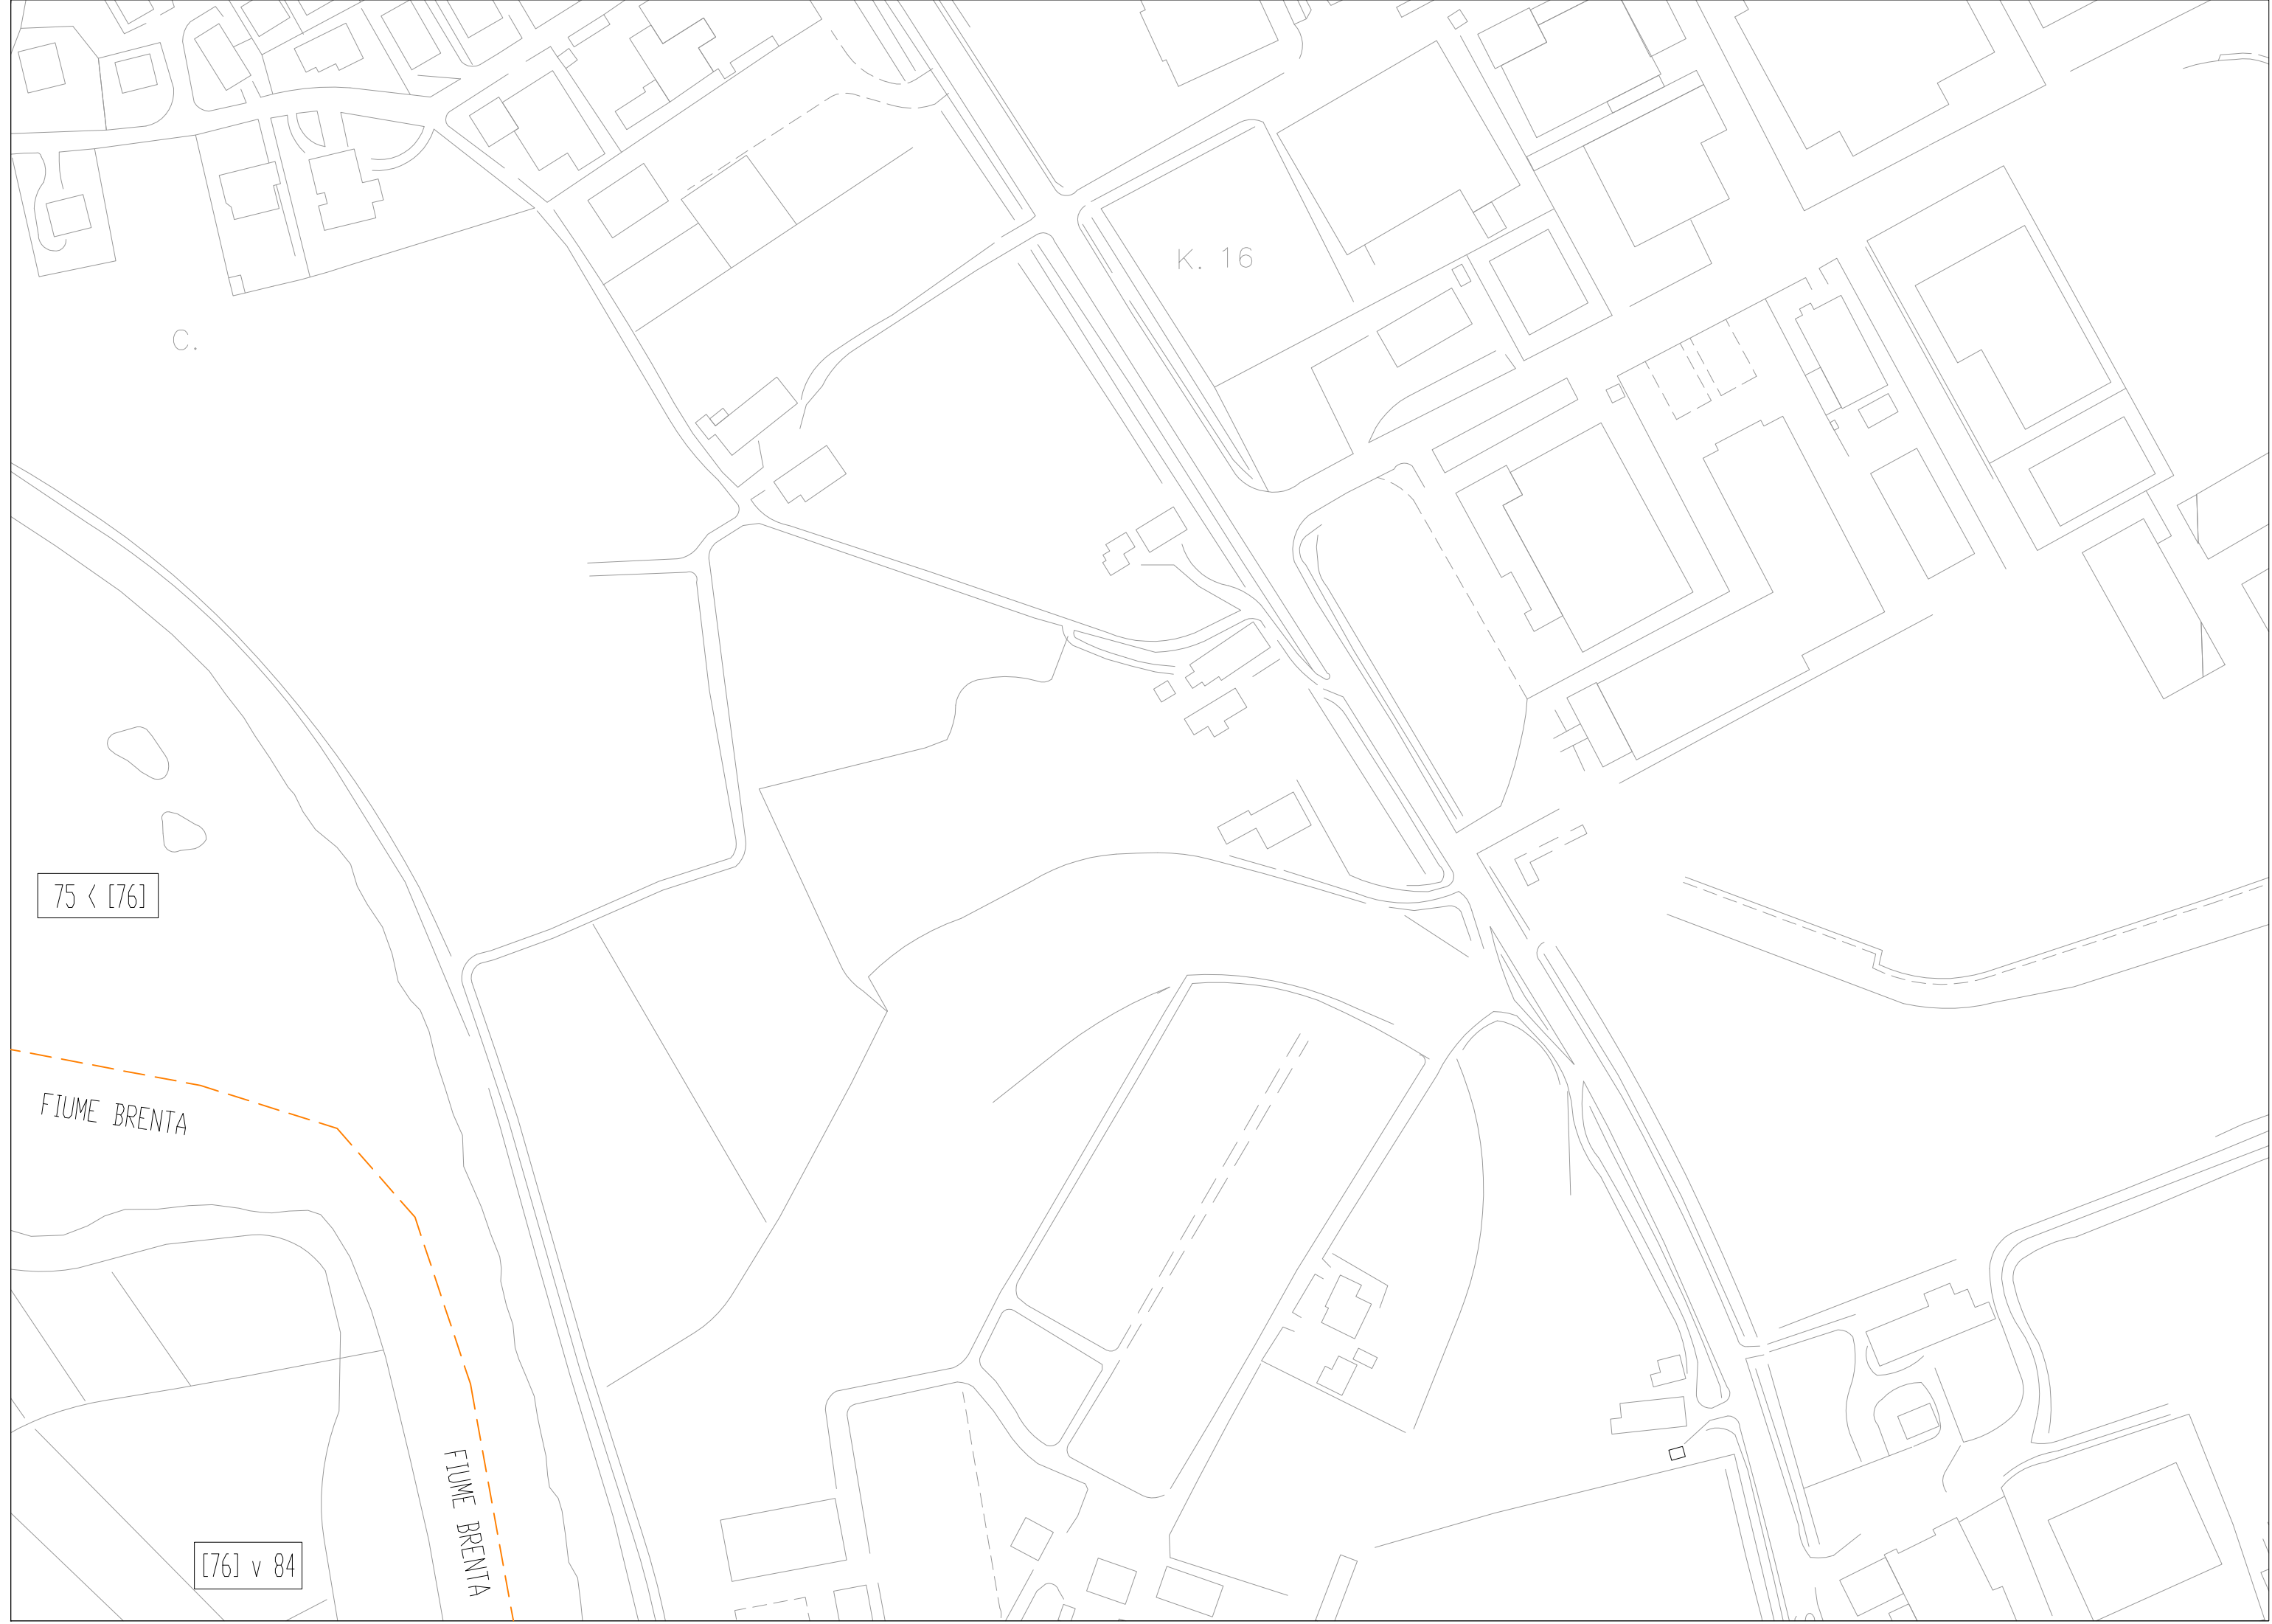 K. 16
C.
75 < [76]
FIUME BRENTA
FIUME BRENTA
[76] v 84